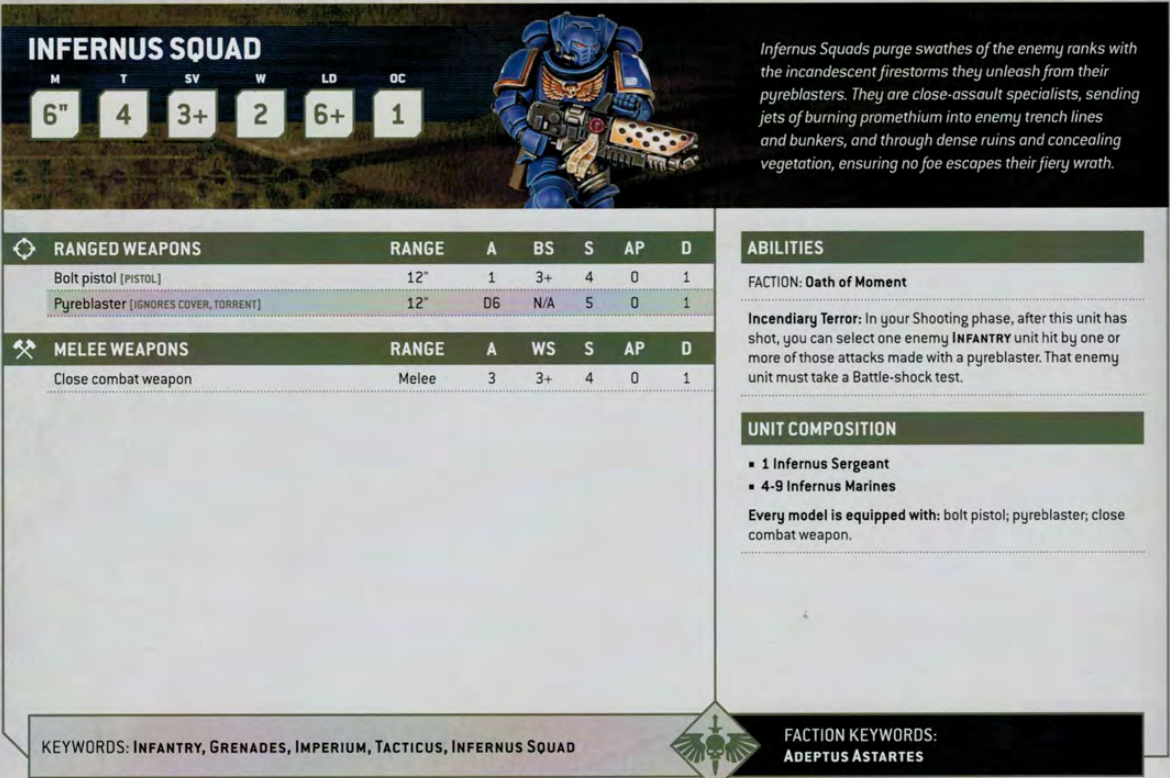 INFERNUS SQUAD
M T SV W LD OC
6" 4 3+ 2 6+ 1
Infernus Squads purge swathes of the enemy ranks with
the incandescent firestorms they unleash from their
pyreblasters. They are close-assault specialists, sending
jets of burning promethium into enemy trench lines
and bunkers, and through dense ruins and concealing
vegetation, ensuring no foe escapes their fiery wrath.
RANGED WEAPONS RANGE A BS S AP D
Bolt pistol [PISTOL] 12" 1 3+ 4 0 1
Pyreblaster [IGNORES COVER, TORRENT] 12" D6 N/A 5 0 1
MELEE WEAPONS RANGE A WS S AP D
Close combat weapon Melee 3 3+ 4 0 1
ABILITIES
FACTION: Oath of Moment
Incendiary Terror: In your Shooting phase, after this unit has
shot, you can select one enemy INFANTRY unit hit by one or
more of those attacks made with a pyreblaster. That enemy
unit must take a Battle-shock test.
UNIT COMPOSITION
▪ 1 Infernus Sergeant
▪ 4-9 Infernus Marines
Every model is equipped with: bolt pistol; pyreblaster; close
combat weapon.
KEYWORDS: INFANTRY, GRENADES, IMPERIUM, TACTICUS, INFERNUS SQUAD
FACTION KEYWORDS:
ADEPTUS ASTARTES